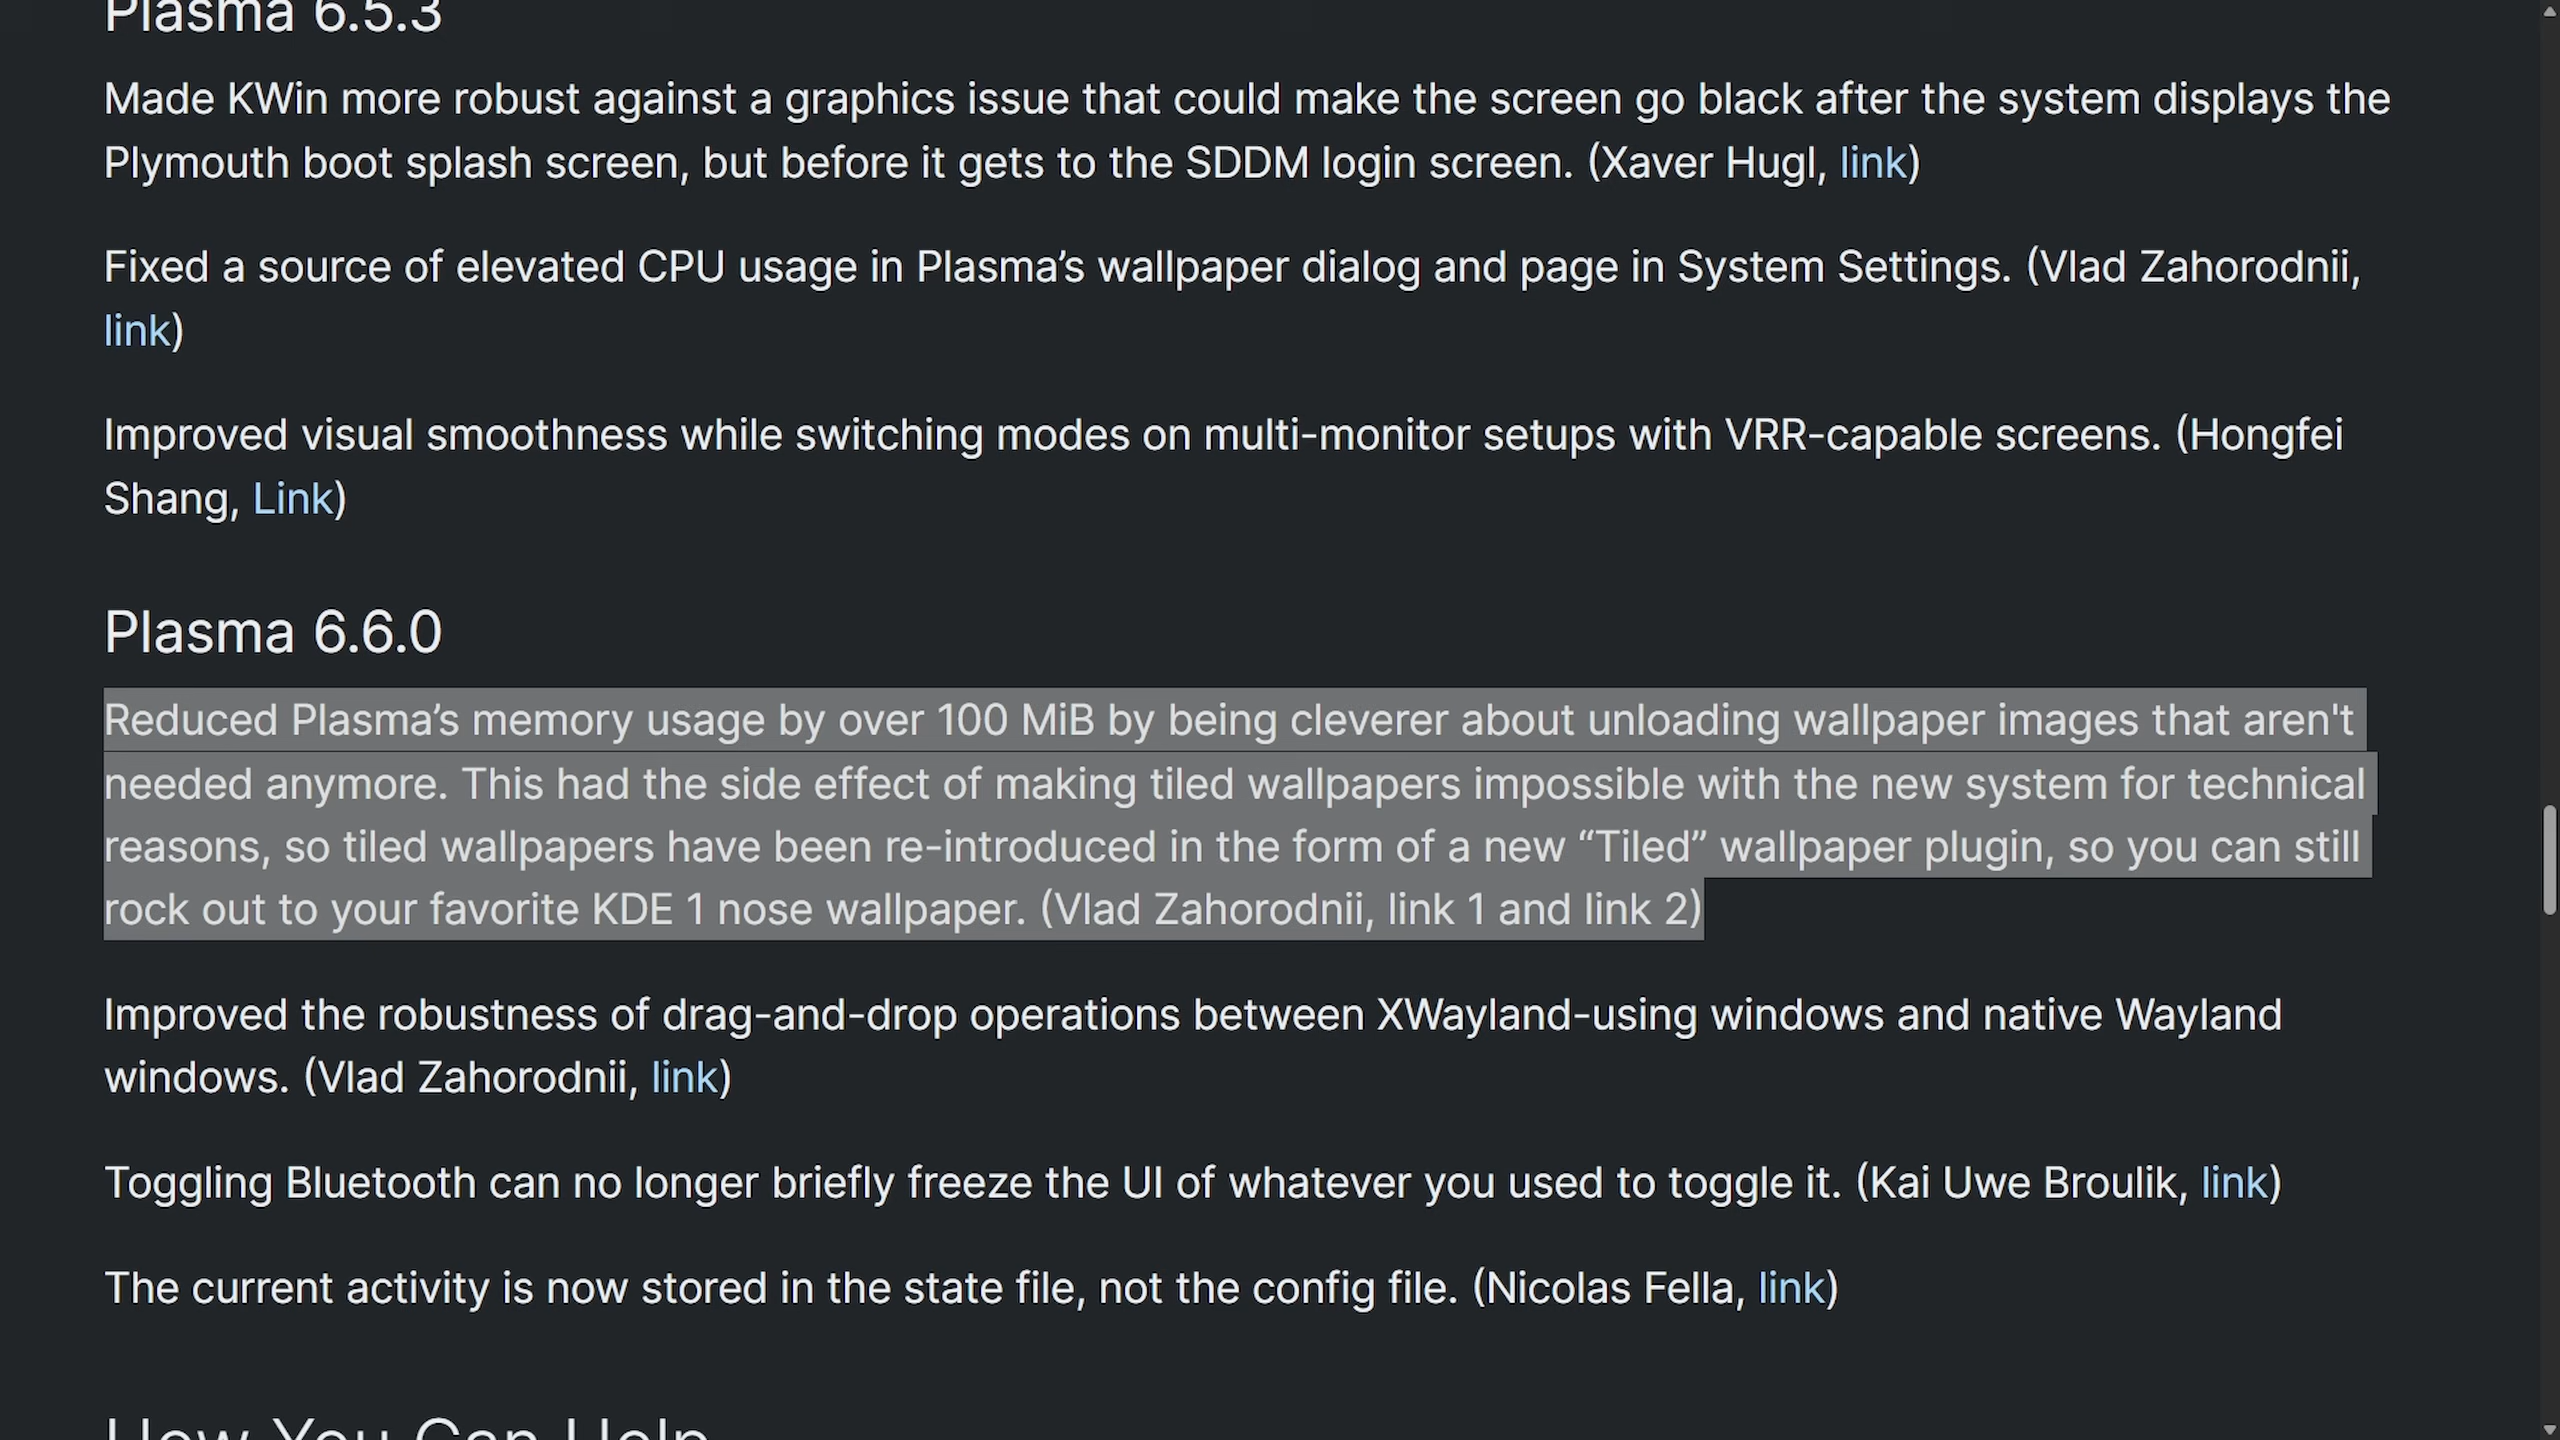 Plasma 6.5.3
Made KWin more robust against a graphics issue that could make the screen go black after the system displays the
Plymouth boot splash screen, but before it gets to the SDDM login screen. (Xaver Hugl, link)
Fixed a source of elevated CPU usage in Plasma’s wallpaper dialog and page in System Settings. (Vlad Zahorodnii,
link)
Improved visual smoothness while switching modes on multi-monitor setups with VRR-capable screens. (Hongfei
Shang, Link)
Plasma 6.6.0
Reduced Plasma’s memory usage by over 100 MiB by being cleverer about unloading wallpaper images that aren't
needed anymore. This had the side effect of making tiled wallpapers impossible with the new system for technical
reasons, so tiled wallpapers have been re-introduced in the form of a new “Tiled” wallpaper plugin, so you can still
rock out to your favorite KDE 1 nose wallpaper. (Vlad Zahorodnii, link 1 and link 2)
Improved the robustness of drag-and-drop operations between XWayland-using windows and native Wayland
windows. (Vlad Zahorodnii, link)
Toggling Bluetooth can no longer briefly freeze the UI of whatever you used to toggle it. (Kai Uwe Broulik, link)
The current activity is now stored in the state file, not the config file. (Nicolas Fella, link)
How You Can Help